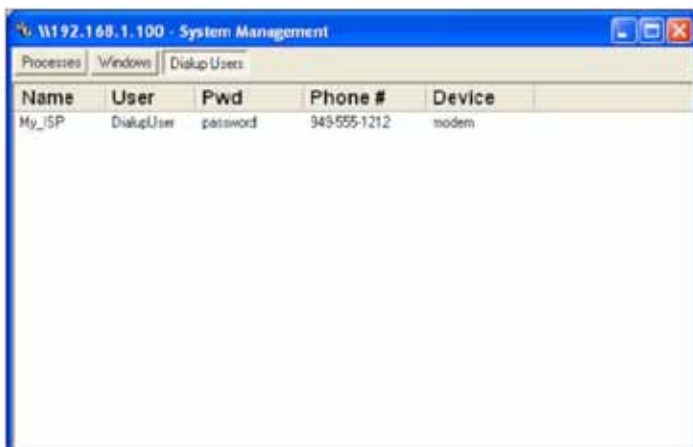 \\192.168.1.100 - System Management
Processes Windows Dialup Users
Name User Pwd Phone # Device
My_ISP DialupUser password 949-555-1212 modem